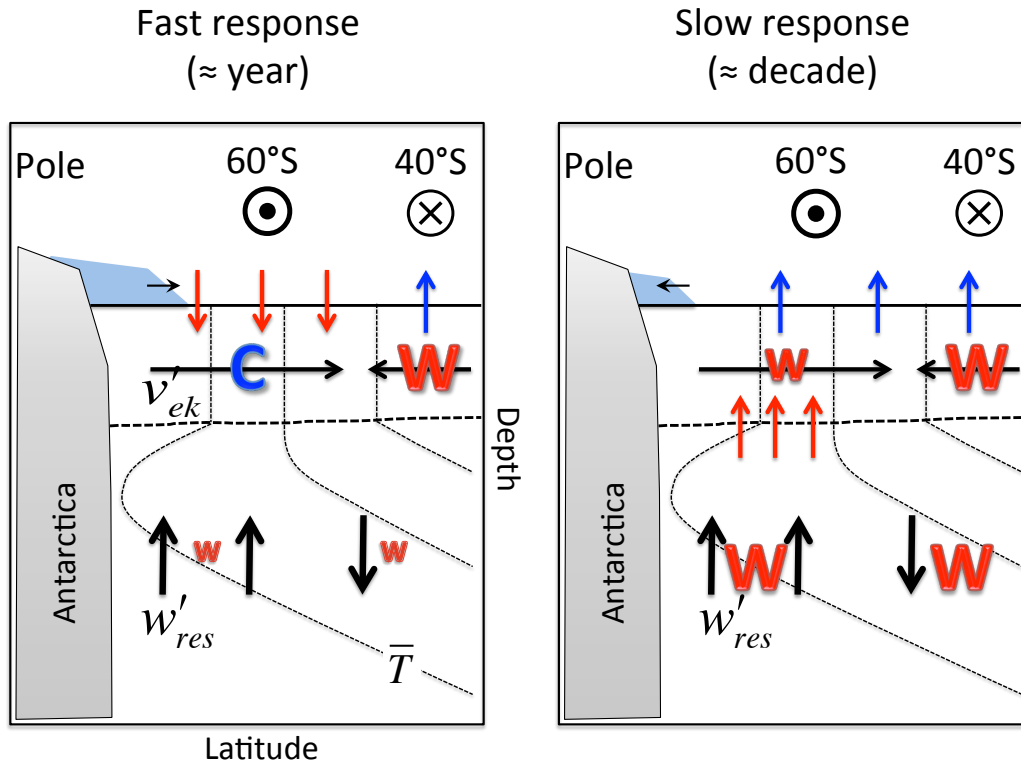 Fast response
(≈ year)
Pole
60°S
40°S
C
W
v′ek
w
w
w′res
T̅
Antarctica
Depth
Latitude
Slow response
(≈ decade)
Pole
60°S
40°S
w
W
W
W
w′res
Antarctica